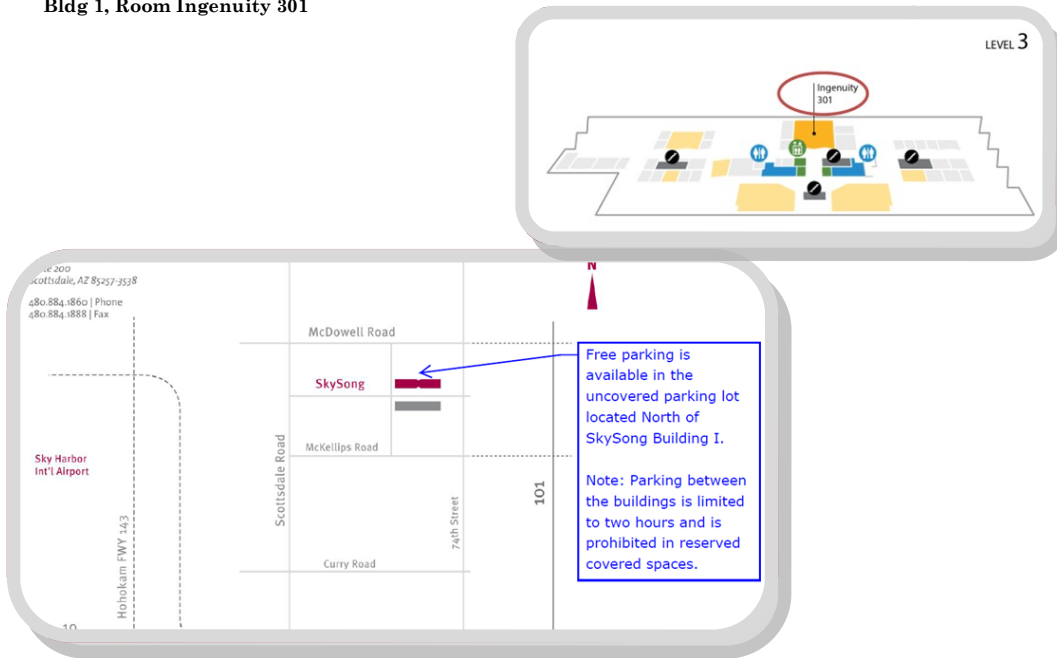 Bldg 1, Room Ingenuity 301
LEVEL 3
Ingenuity
301
200
Scottsdale, AZ 85257-3538
480.884.1860 | Phone
480.884.1888 | Fax
N
McDowell Road
SkySong
McKellips Road
Sky Harbor
Int'l Airport
Scottsdale Road
74th Street
101
Hohokam FWY 143
Curry Road
10
Free parking is
available in the
uncovered parking lot
located North of
SkySong Building I.
Note: Parking between
the buildings is limited
to two hours and is
prohibited in reserved
covered spaces.